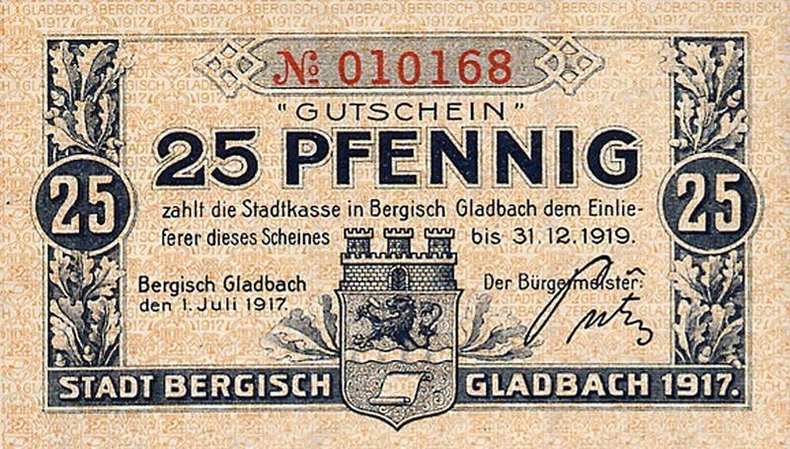 № 010168
"GUTSCHEIN"
25 PFENNIG
25
25
zahlt die Stadtkasse in Bergisch Gladbach dem Einlie-
ferer dieses Scheines bis 31.12.1919.
Bergisch Gladbach
den 1. Juli 1917
Der Bürgermeister:
STADT BERGISCH GLADBACH 1917.